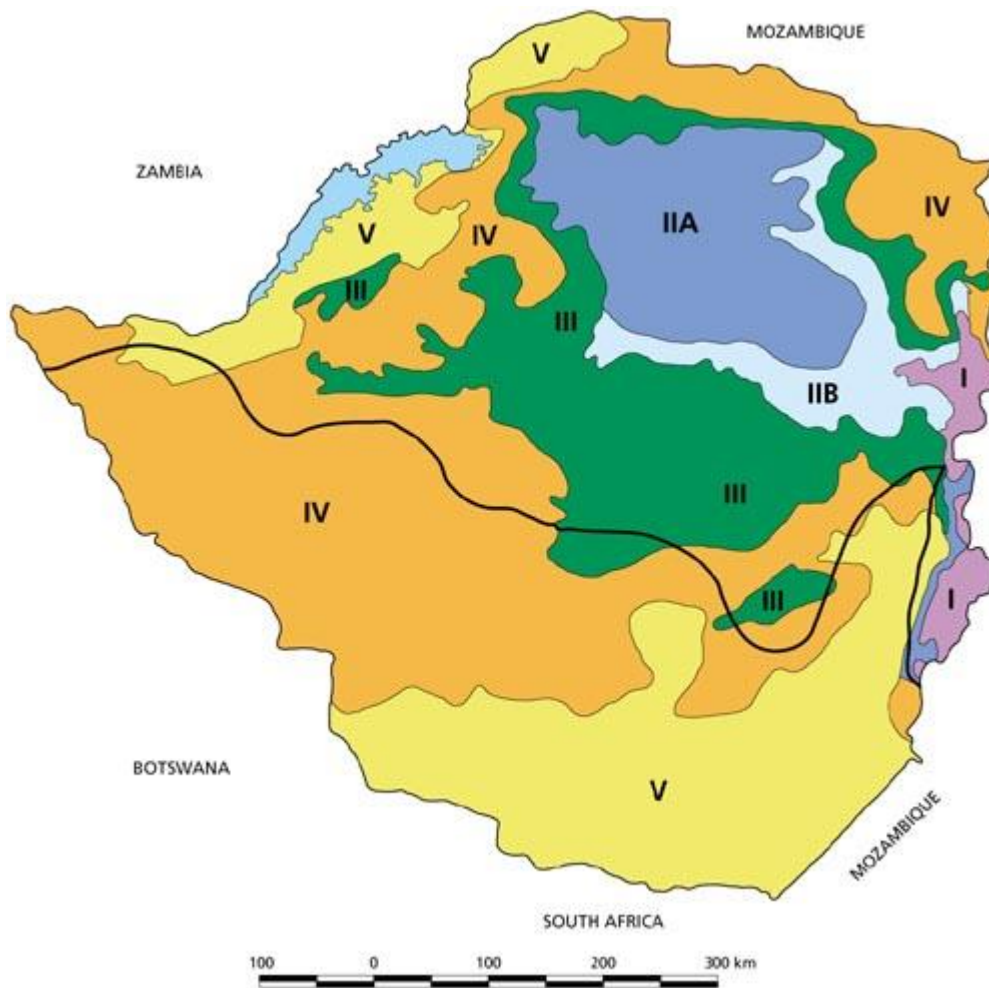 MOZAMBIQUE
V
ZAMBIA
IIA
IV
V
IV
III
III
I
IIB
III
IV
III
I
BOTSWANA
V
MOZAMBIQUE
SOUTH AFRICA
100 0 100 200 300 km